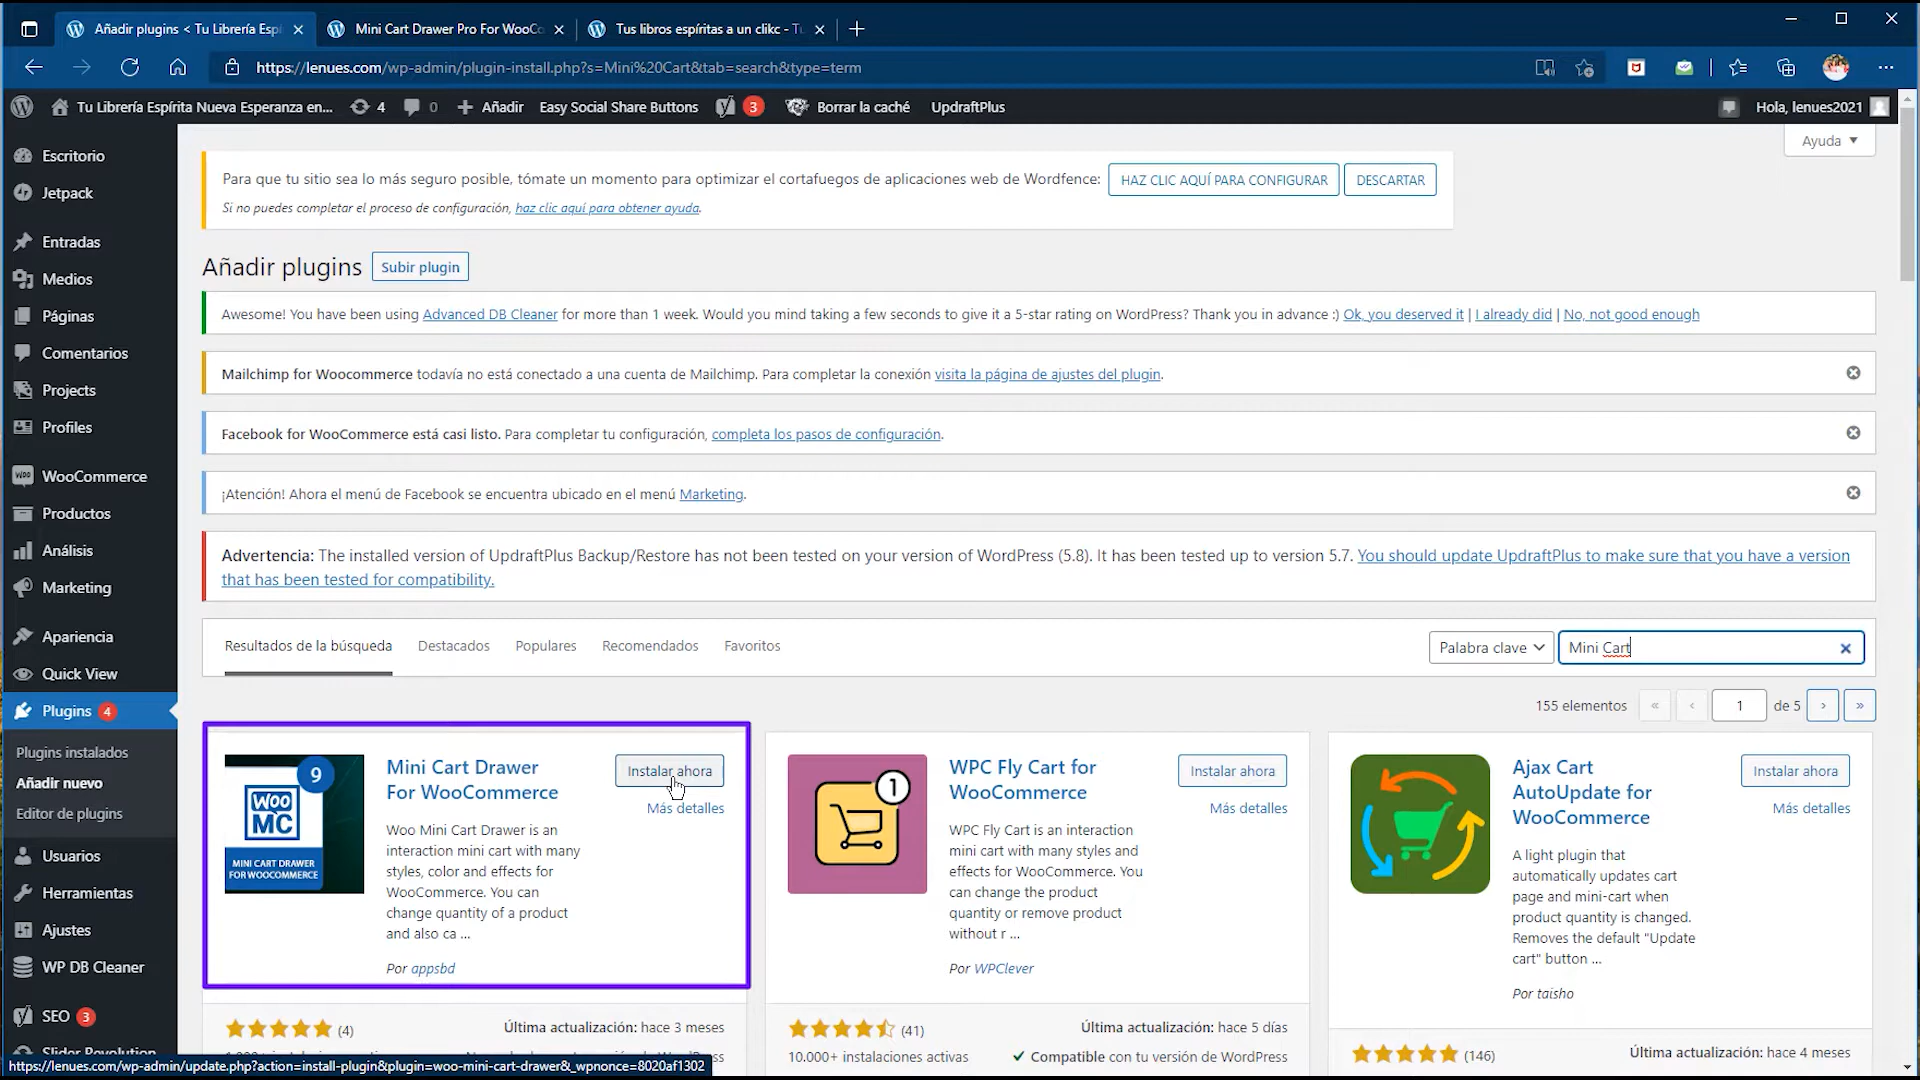 Añadir plugins < Tu Librería Espí
Mini Cart Drawer Pro For WooCo
Tus libros espíritas a un clikc - Tu
https://lenues.com/wp-admin/plugin-install.php?s=Mini%20Cart&tab=search&type=term
Tu Librería Espírita Nueva Esperanza en...
4
0
Añadir
Easy Social Share Buttons
3
Borrar la caché
UpdraftPlus
Hola, lenues2021
Ayuda
Escritorio
Jetpack
Entradas
Medios
Páginas
Comentarios
Projects
Profiles
WooCommerce
Productos
Análisis
Marketing
Apariencia
Quick View
Plugins 4
Plugins instalados
Añadir nuevo
Editor de plugins
Usuarios
Herramientas
Ajustes
WP DB Cleaner
SEO 3
Slider Revolution
Para que tu sitio sea lo más seguro posible, tómate un momento para optimizar el cortafuegos de aplicaciones web de Wordfence:
HAZ CLIC AQUÍ PARA CONFIGURAR
DESCARTAR
Si no puedes completar el proceso de configuración, haz clic aquí para obtener ayuda.
Añadir plugins
Subir plugin
Awesome! You have been using Advanced DB Cleaner for more than 1 week. Would you mind taking a few seconds to give it a 5-star rating on WordPress? Thank you in advance :) Ok, you deserved it | I already did | No, not good enough
Mailchimp for Woocommerce todavía no está conectado a una cuenta de Mailchimp. Para completar la conexión visita la página de ajustes del plugin.
Facebook for WooCommerce está casi listo. Para completar tu configuración, completa los pasos de configuración.
¡Atención! Ahora el menú de Facebook se encuentra ubicado en el menú Marketing.
Advertencia: The installed version of UpdraftPlus Backup/Restore has not been tested on your version of WordPress (5.8). It has been tested up to version 5.7. You should update UpdraftPlus to make sure that you have a version
that has been tested for compatibility.
Resultados de la búsqueda
Destacados
Populares
Recomendados
Favoritos
Palabra clave
Mini Cart
155 elementos
«
‹
1
de 5
›
»
9
WOO
MC
MINI CART DRAWER
FOR WOOCOMMERCE
Mini Cart Drawer
For WooCommerce
Instalar ahora
Más detalles
Woo Mini Cart Drawer is an
interaction mini cart with many
styles, color and effects for
WooCommerce. You can
change quantity of a product
and also ca ...
Por appsbd
(4)
Última actualización: hace 3 meses
1
WPC Fly Cart for
WooCommerce
Instalar ahora
Más detalles
WPC Fly Cart is an interaction
mini cart with many styles and
effects for WooCommerce. You
can change the product
quantity or remove product
without r ...
Por WPClever
(41)
Última actualización: hace 5 días
10.000+ instalaciones activas
Compatible con tu versión de WordPress
Ajax Cart
AutoUpdate for
WooCommerce
Instalar ahora
Más detalles
A light plugin that
automatically updates cart
page and mini-cart when
product quantity is changed.
Removes the default "Update
cart" button ...
Por taisho
(146)
Última actualización: hace 4 meses
https://lenues.com/wp-admin/update.php?action=install-plugin&plugin=woo-mini-cart-drawer&_wpnonce=8020af1302